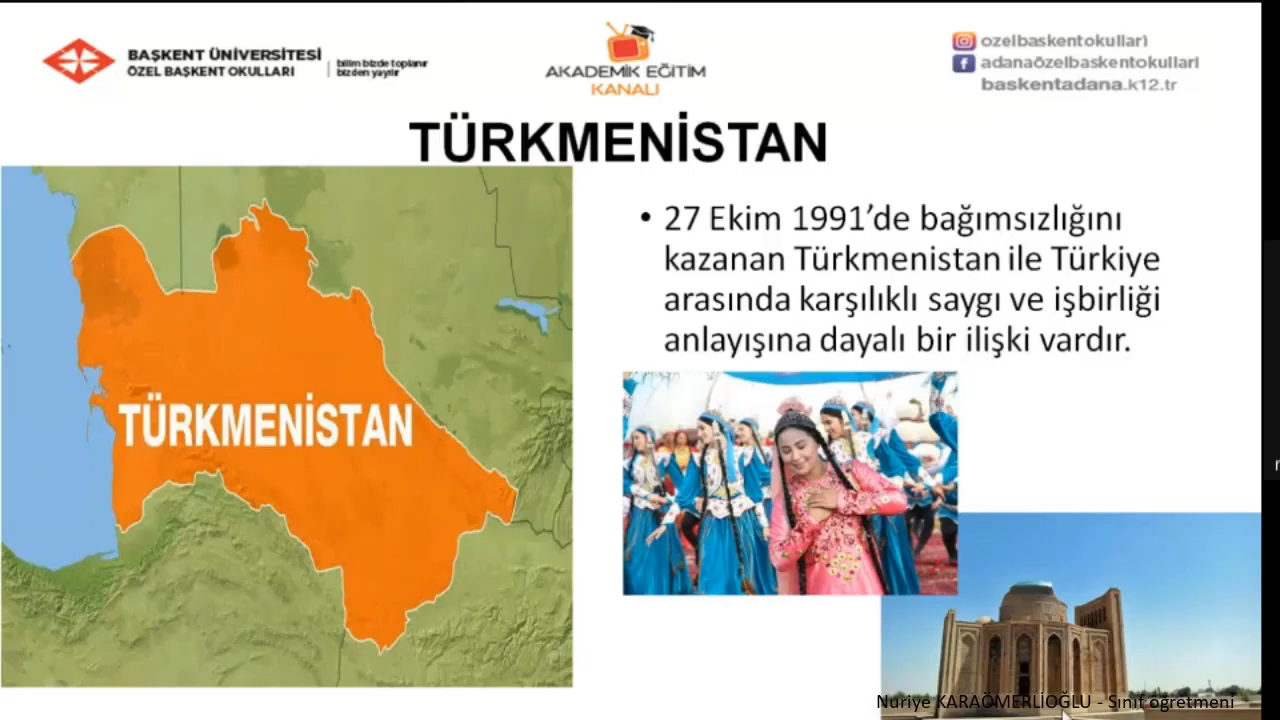 BAŞKENT ÜNİVERSİTESİ
ÖZEL BAŞKENT OKULLARI
bilim bizde toplanır
bizden yayılır
AKADEMİK EĞİTİM
KANALI
ozelbaskentokullari
adanaözelbaskentokullari
baskentadana.k12.tr
TÜRKMENİSTAN
TÜRKMENİSTAN
• 27 Ekim 1991’de bağımsızlığını
kazanan Türkmenistan ile Türkiye
arasında karşılıklı saygı ve işbirliği
anlayışına dayalı bir ilişki vardır.
Nuriye KARAÖMERLİOĞLU - Sınıf öğretmeni